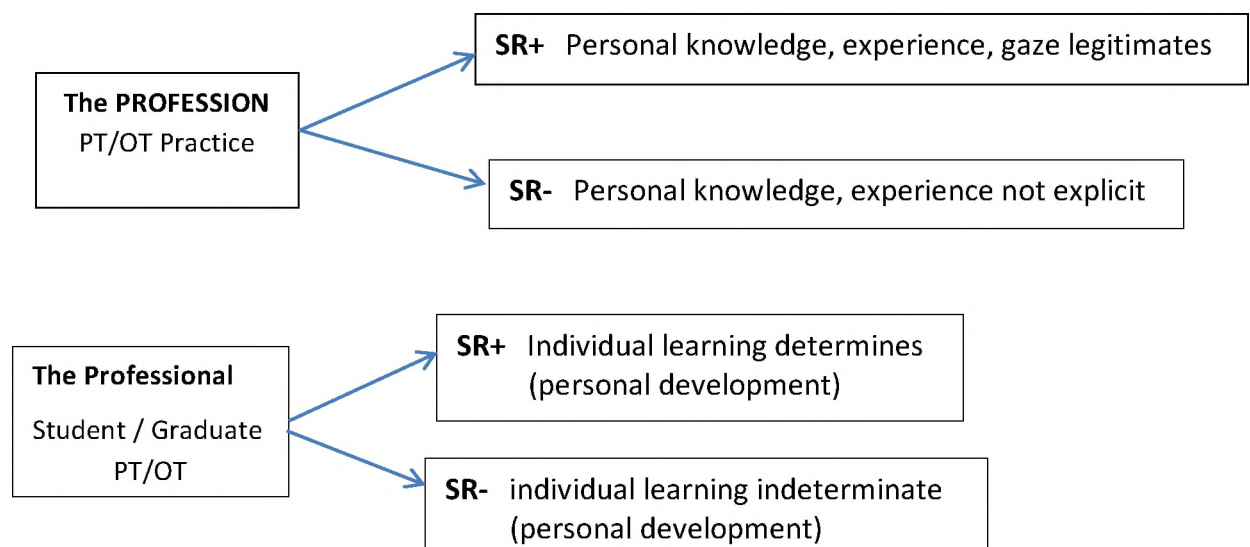 SR+ Personal knowledge, experience, gaze legitimates
The PROFESSION
PT/OT Practice
SR- Personal knowledge, experience not explicit
SR+ Individual learning determines
(personal development)
The Professional
Student / Graduate
PT/OT
SR- individual learning indeterminate
(personal development)